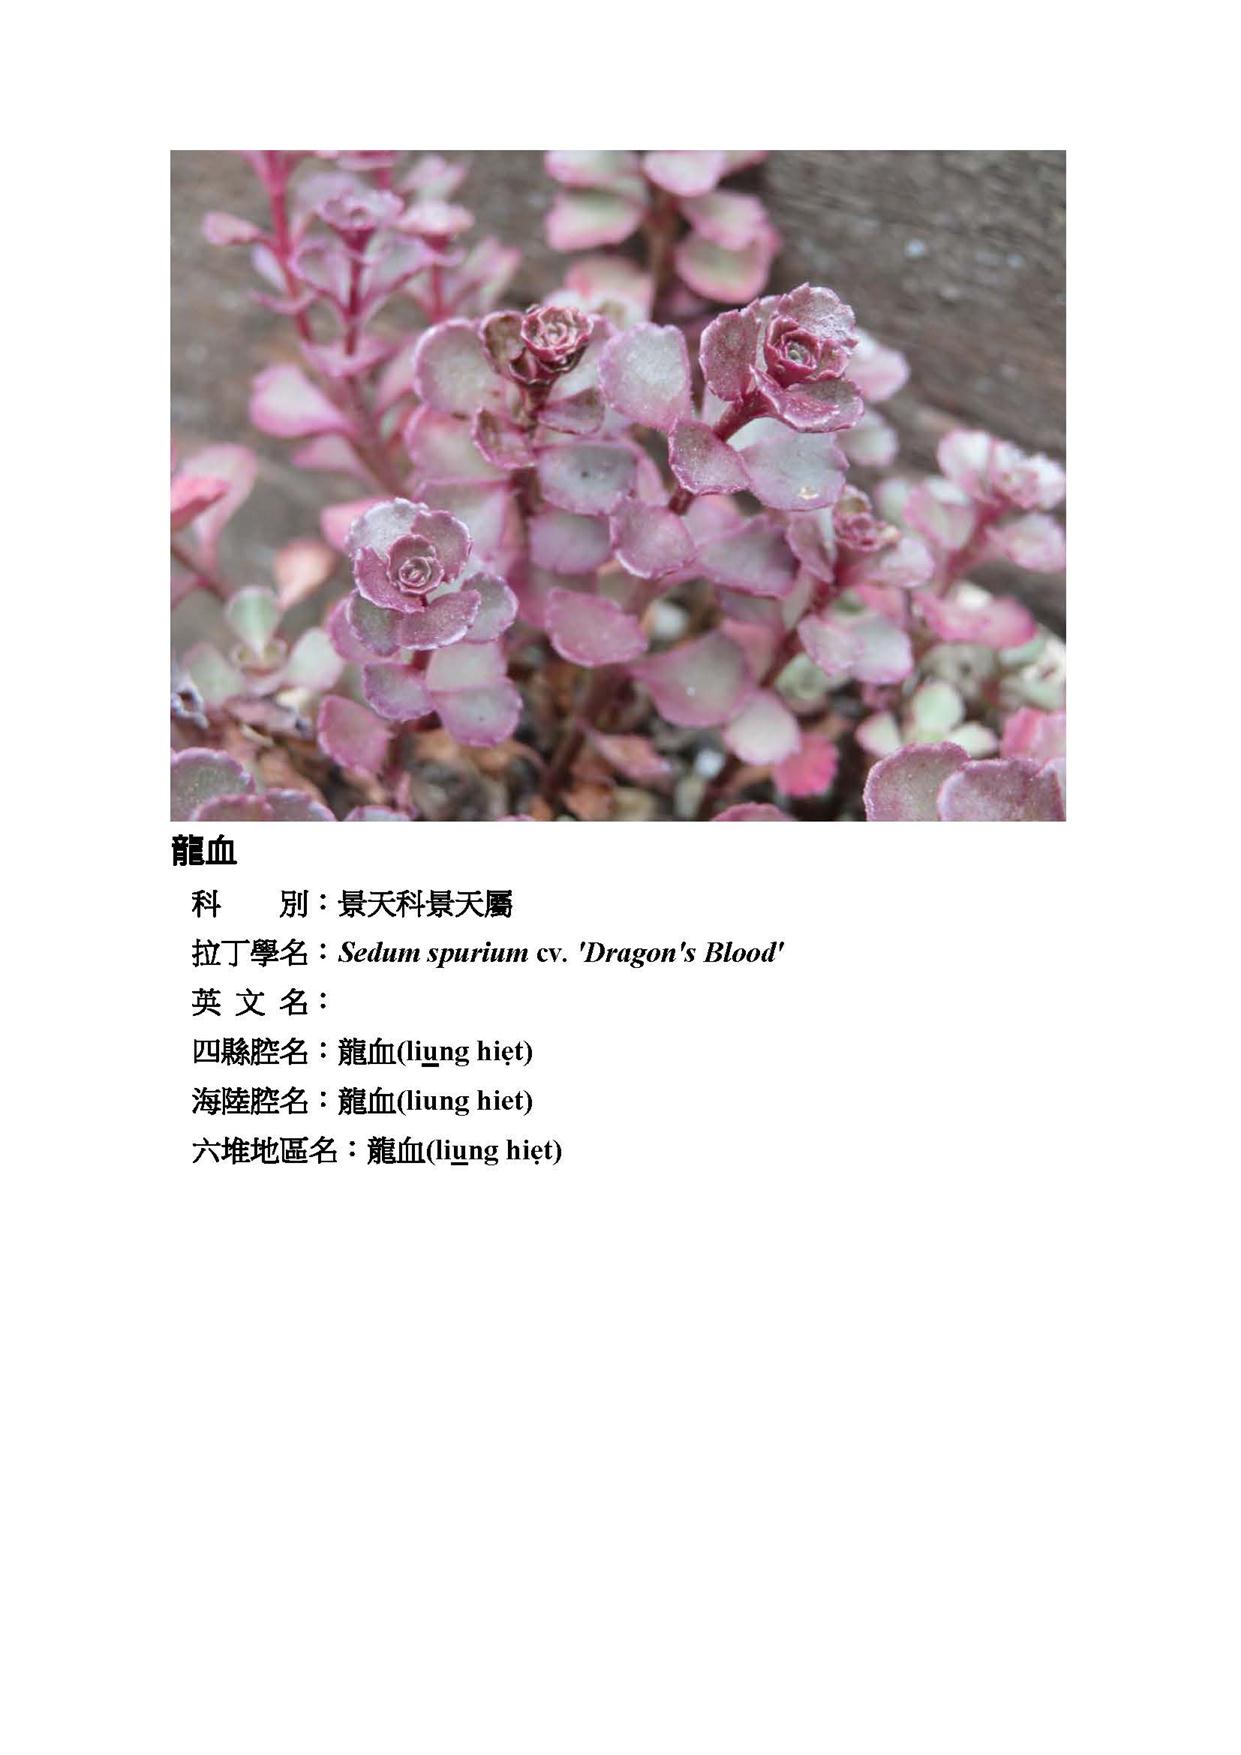 龍血
科　　別：景天科景天屬
拉丁學名：Sedum spurium cv. 'Dragon's Blood'
英 文 名：
四縣腔名：龍血(liu̲ng hiẹt)
海陸腔名：龍血(liung hiet)
六堆地區名：龍血(liu̲ng hiẹt)